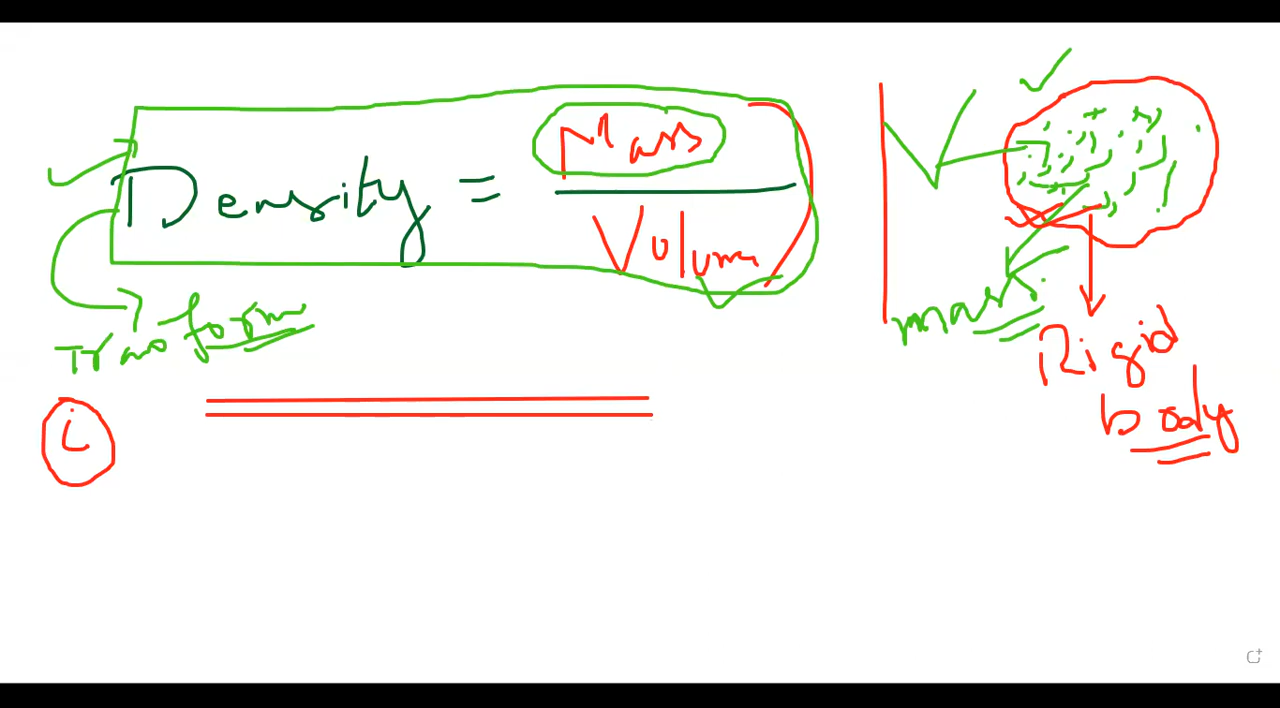 Density = Mass / Volume
Transform
V
mass
Rigid
body
i